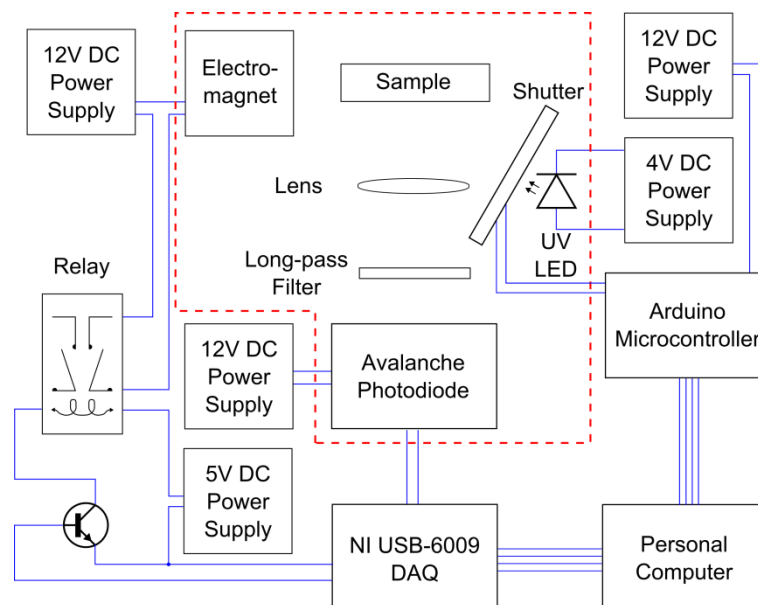 12V DC
Power
Supply
Electro-
magnet
Sample
Shutter
12V DC
Power
Supply
Lens
4V DC
Power
Supply
UV
LED
Relay
Long-pass
Filter
Arduino
Microcontroller
12V DC
Power
Supply
Avalanche
Photodiode
5V DC
Power
Supply
NI USB-6009
DAQ
Personal
Computer